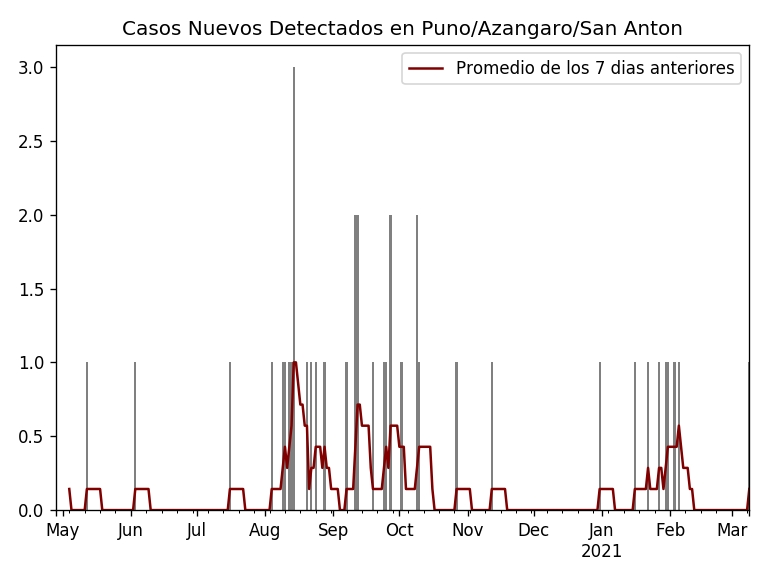 Casos Nuevos Detectados en Puno/Azangaro/San Anton
Promedio de los 7 dias anteriores
3.0
2.5
2.0
1.5
1.0
0.5
0.0
May Jun Jul Aug Sep Oct Nov Dec Jan Feb Mar
2021